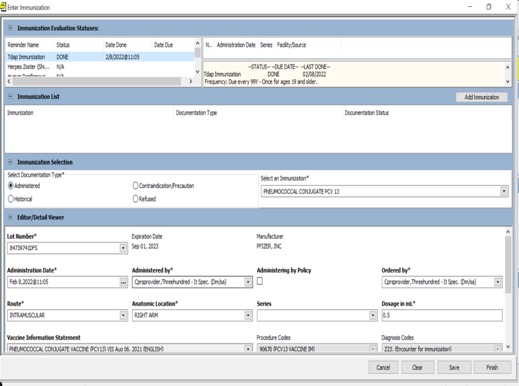 Enter Immunization
Immunization Evaluation Statuses:
Reminder Name Status Date Done Date Due
Tdap Immunization DONE 2/8/2022@11:05
Herpes Zoster (Shi... N/A
N/A
N... Administration Date Series Facility/Source
--STATUS-- --DUE DATE-- --LAST DONE--
Tdap Immunization DONE 02/08/2022
Frequency: Due every 99Y - Once for ages 19 and older.
Immunization List
Add Immunization
Immunization Documentation Type Documentation Status
Immunization Selection
Select Documentation Type*
Administered Contraindication/Precaution
Historical Refused
Select an Immunization*
PNEUMOCOCCAL CONJUGATE PCV 13
Editor/Detail Viewer
Lot Number* Expiration Date Manufacturer
84739741DFS Sep 01, 2023 PFIZER, INC
Administration Date* Administered by* Administering by Policy Ordered by*
Feb 8,2022@11:05 ... Cprsprovider,Threehundred - It Spec. (Dm/sa) Cprsprovider,Threehundred - It Spec. (Dm/sa)
Route* Anatomic Location* Series Dosage in mL*
INTRAMUSCULAR RIGHT ARM 0.5
Vaccine Information Statement Procedure Codes Diagnosis Codes
PNEUMOCOCCAL CONJUGATE VACCINE (PCV13) VIS Aug 06, 2021 (ENGLISH) 90670 (PCV13 VACCINE IM) Z23. (Encounter for immunization)
Cancel Clear Save Finish